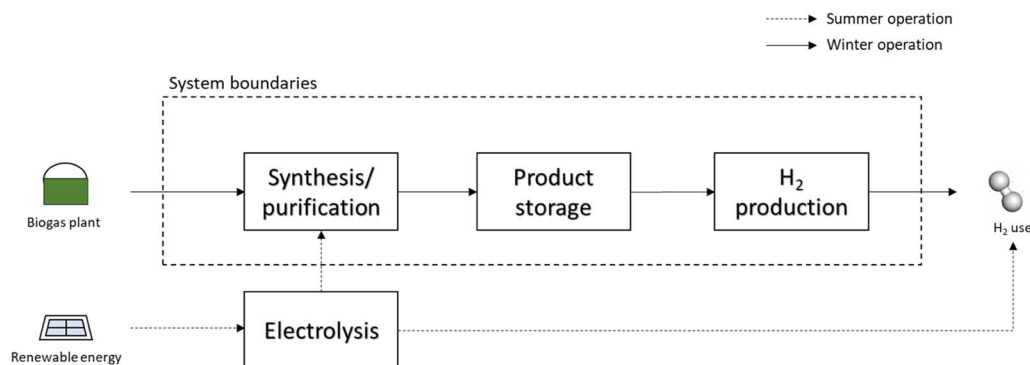 Summer operation
Winter operation
System boundaries
Synthesis/
purification
Product
storage
H₂
production
Biogas plant
H₂ use
Electrolysis
Renewable energy